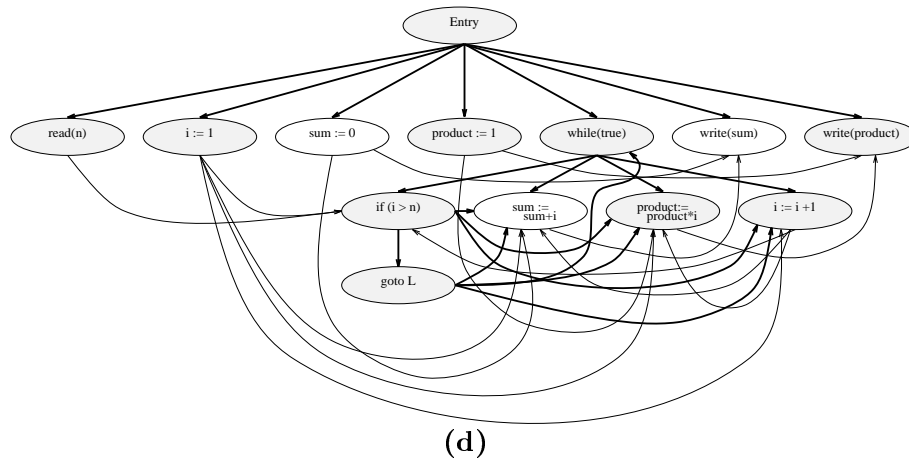 Entry
read(n)
i := 1
sum := 0
product := 1
while(true)
write(sum)
write(product)
if (i > n)
sum :=
sum+i
product:=
product*i
i := i +1
goto L
(d)